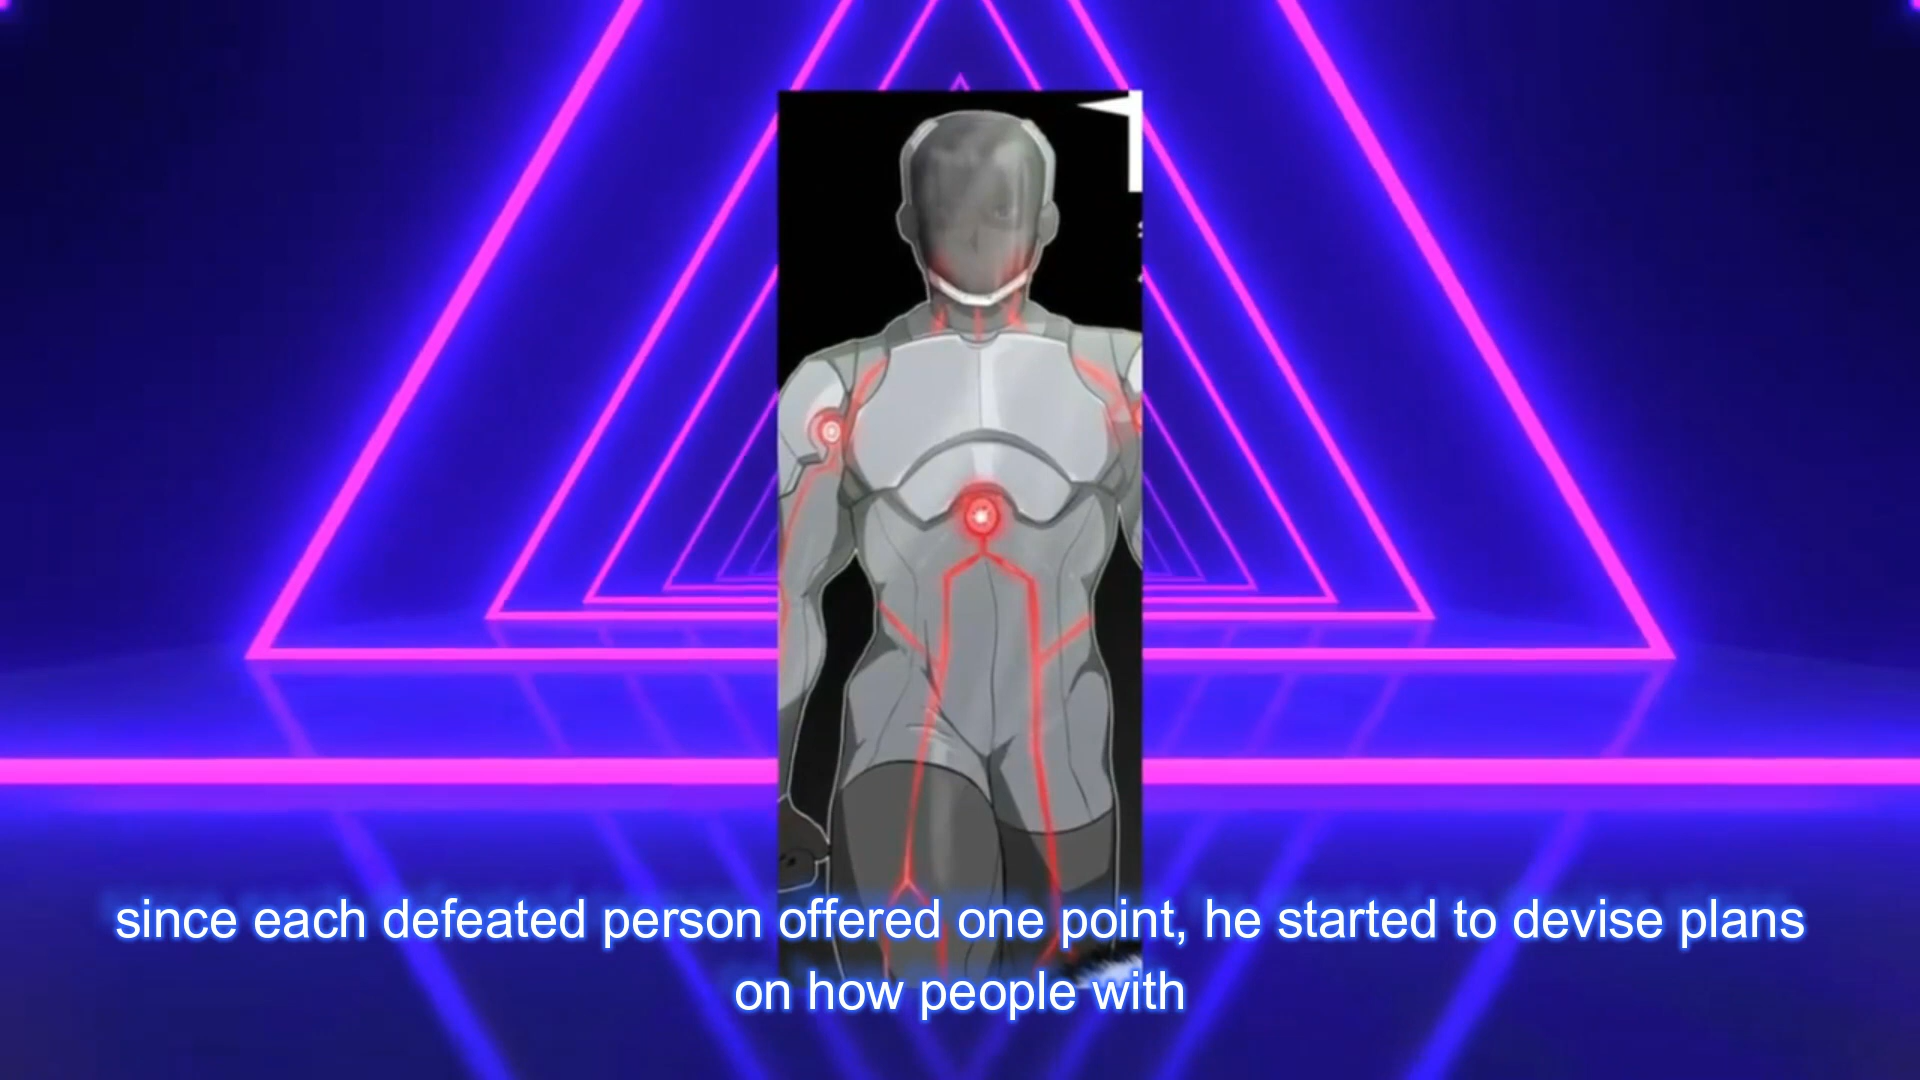 since each defeated person offered one point, he started to devise plans
on how people with